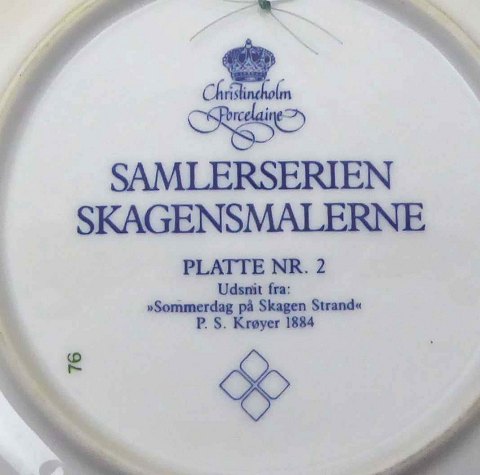 Christineholm
Porcelaine
SAMLERSERIEN
SKAGENSMALERNE
PLATTE NR. 2
Udsnit fra:
»Sommerdag på Skagen Strand«
P. S. Krøyer 1884
76